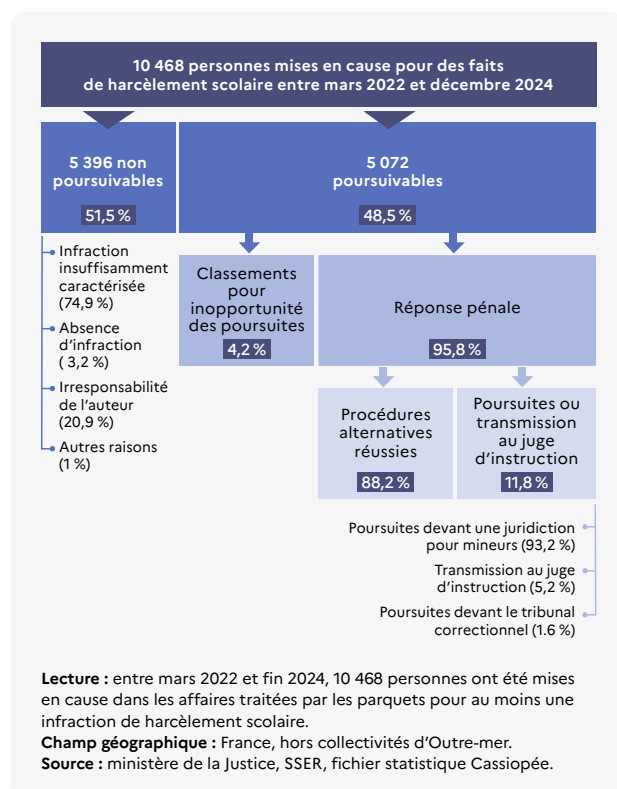 10 468 personnes mises en cause pour des faits
de harcèlement scolaire entre mars 2022 et décembre 2024
5 396 non
poursuivables
51,5 %
5 072
poursuivables
48,5 %
Infraction
insuffisamment
caractérisée
(74,9 %)
Absence
d’infraction
( 3,2 %)
Irresponsabilité
de l’auteur
(20,9 %)
Autres raisons
(1 %)
Classements
pour
inopportunité
des poursuites
4,2 %
Réponse pénale
95,8 %
Procédures
alternatives
réussies
88,2 %
Poursuites ou
transmission
au juge
d’instruction
11,8 %
Poursuites devant une juridiction
pour mineurs (93,2 %)
Transmission au juge
d’instruction (5,2 %)
Poursuites devant le tribunal
correctionnel (1.6 %)
Lecture : entre mars 2022 et fin 2024, 10 468 personnes ont été mises
en cause dans les affaires traitées par les parquets pour au moins une
infraction de harcèlement scolaire.
Champ géographique : France, hors collectivités d’Outre-mer.
Source : ministère de la Justice, SSER, fichier statistique Cassiopée.